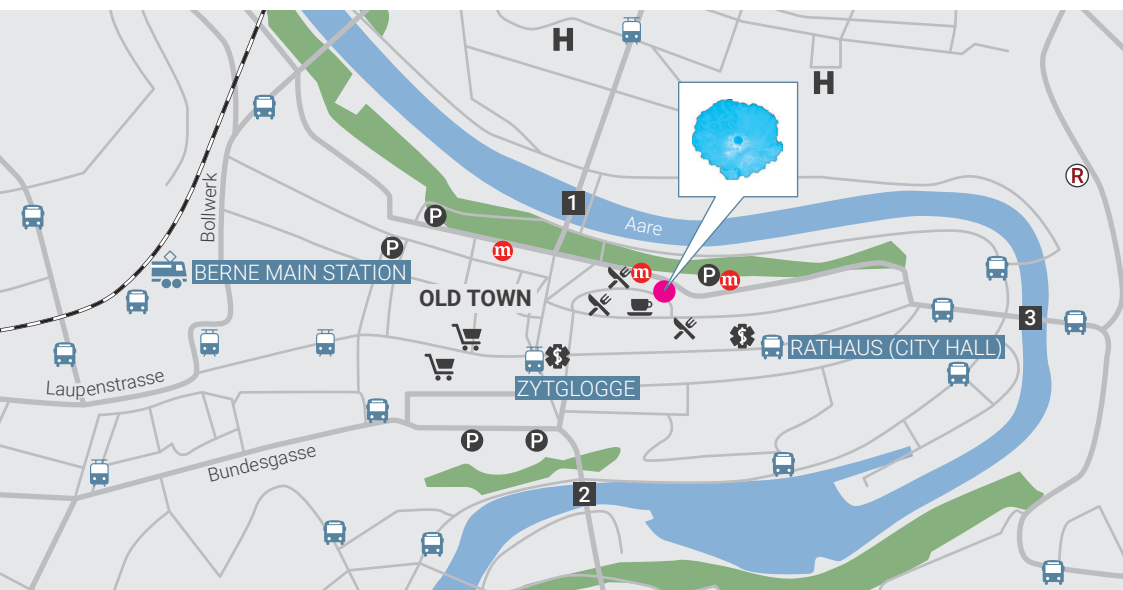 H
H
R
1
P
Aare
Bollwerk
P
m
m
P
m
BERNE MAIN STATION
OLD TOWN
3
RATHAUS (CITY HALL)
ZYTGLOGGE
Laupenstrasse
P
P
Bundesgasse
2